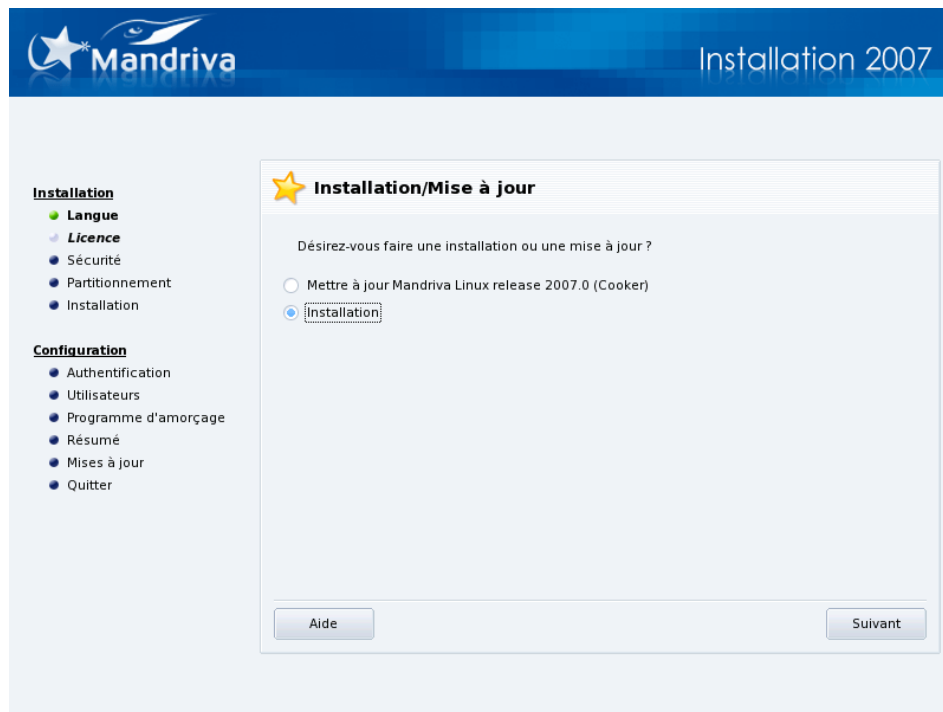 Mandriva
Installation 2007
Installation
Langue
Licence
Sécurité
Partitionnement
Installation
Configuration
Authentification
Utilisateurs
Programme d'amorçage
Résumé
Mises à jour
Quitter
Installation/Mise à jour
Désirez-vous faire une installation ou une mise à jour ?
Mettre à jour Mandriva Linux release 2007.0 (Cooker)
Installation
Aide
Suivant